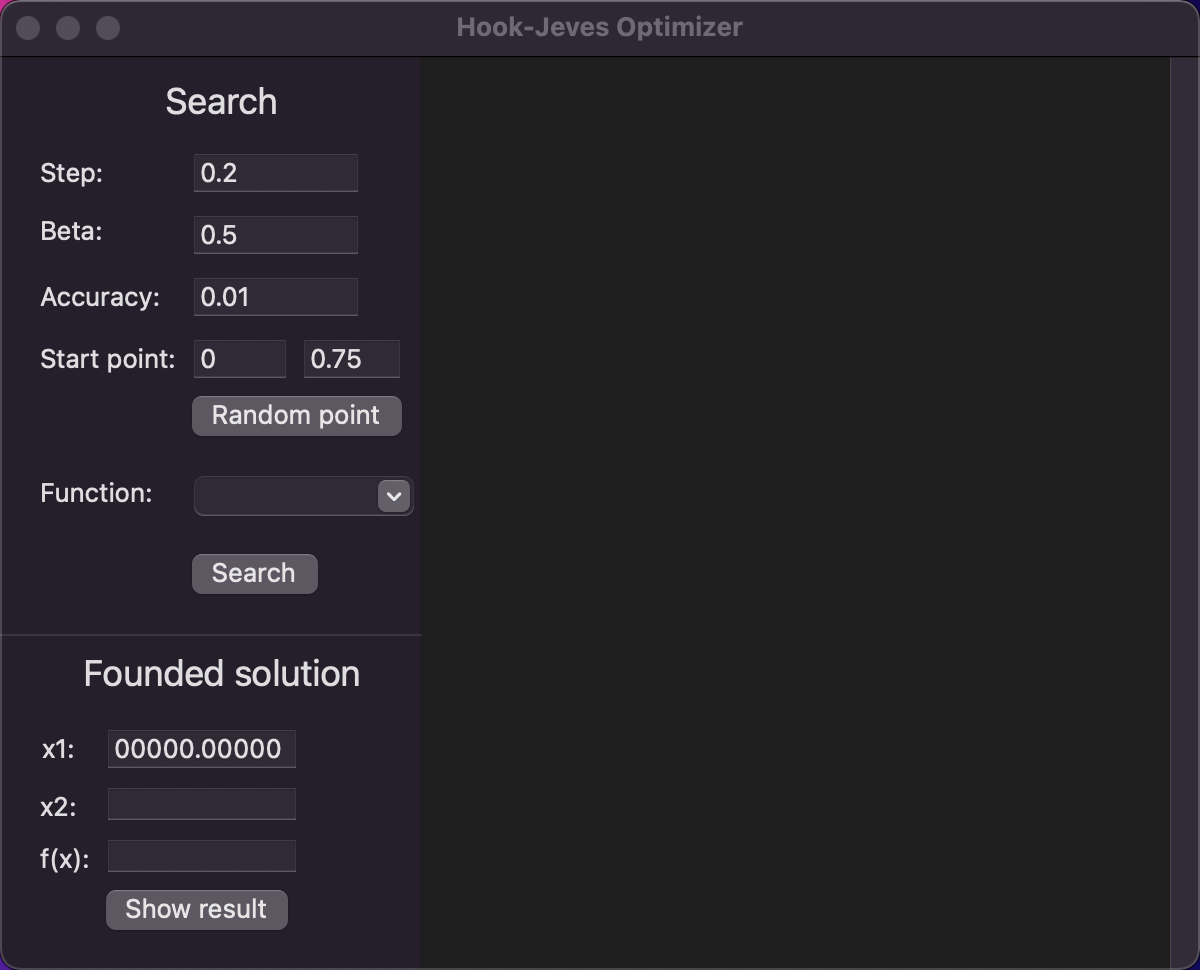 Hook-Jeves Optimizer
Search
Step: 0.2
Beta: 0.5
Accuracy: 0.01
Start point: 0 0.75
Random point
Function:
Search
Founded solution
x1: 00000.00000
x2:
f(x):
Show result